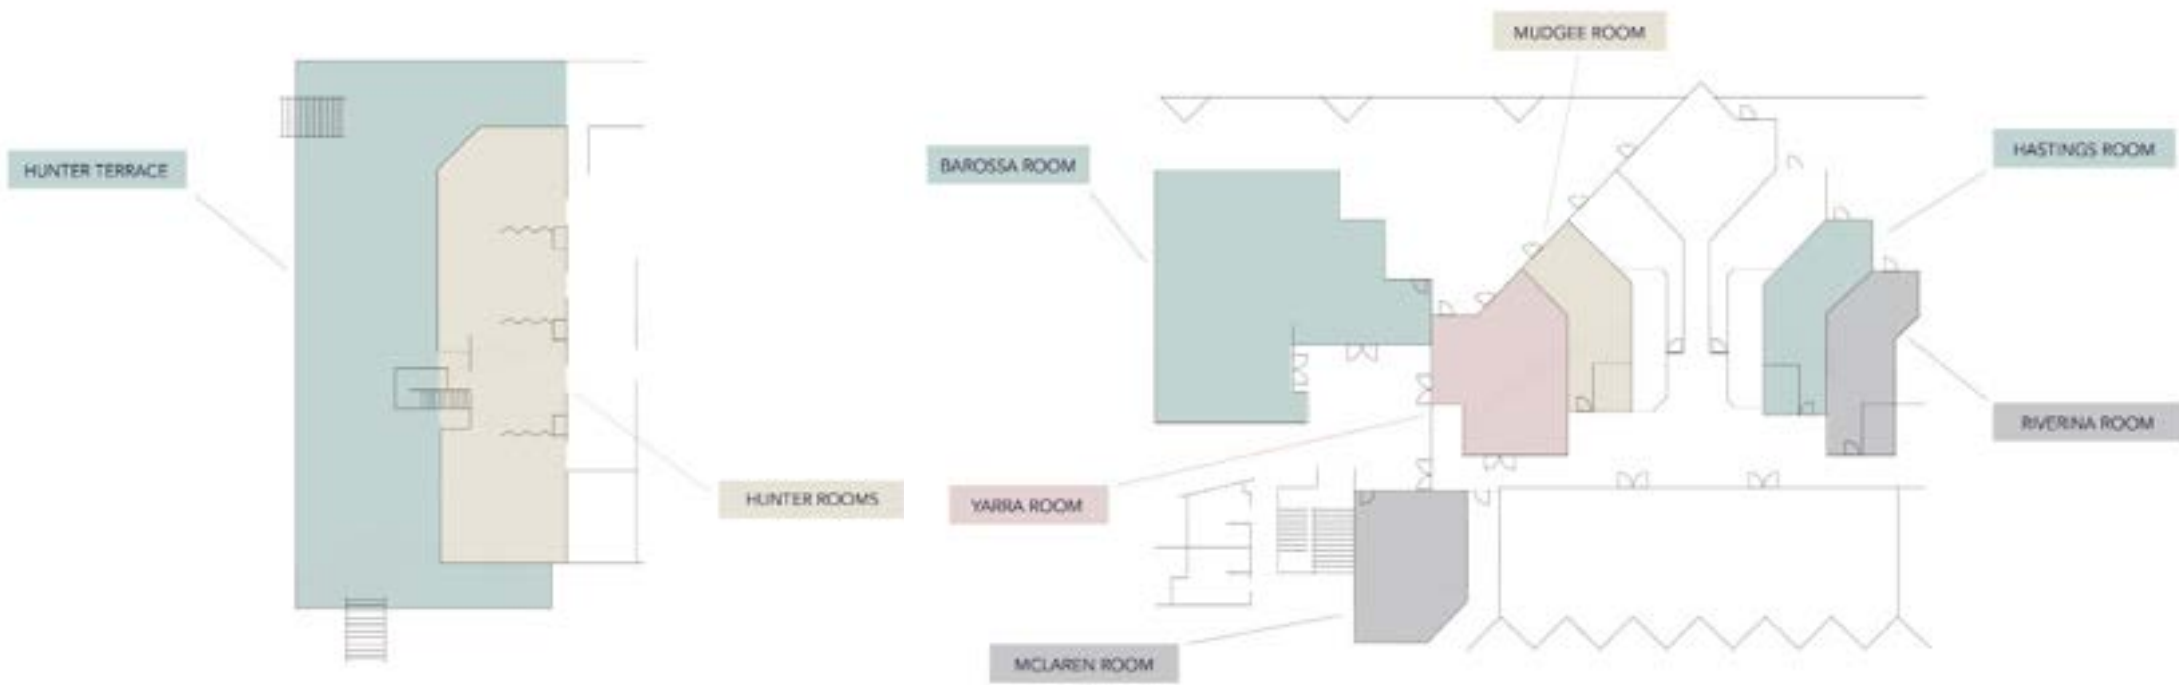 MUDGEE ROOM
HUNTER TERRACE
BAROSSA ROOM
HASTINGS ROOM
HUNTER ROOMS
YARRA ROOM
RIVERINA ROOM
MCLAREN ROOM